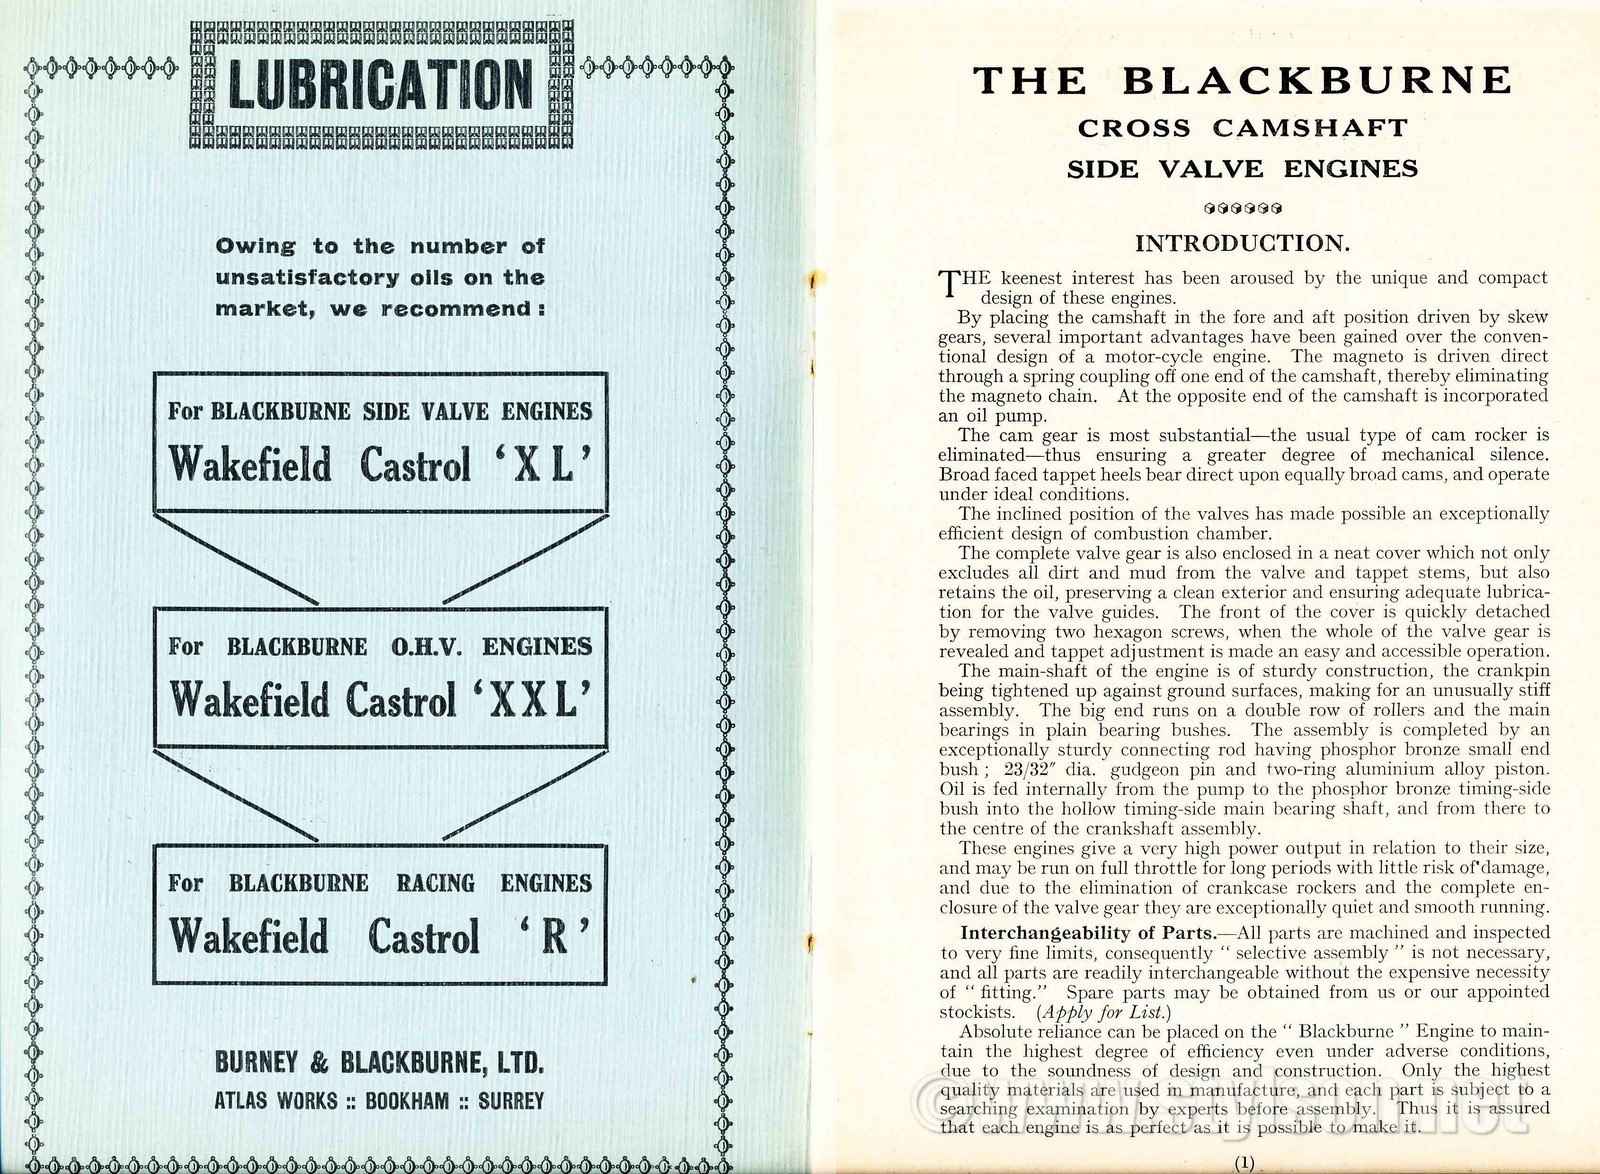 LUBRICATION
Owing to the number of
unsatisfactory oils on the
market, we recommend :
For BLACKBURNE SIDE VALVE ENGINES
Wakefield Castrol ‘XL’
For BLACKBURNE O.H.V. ENGINES
Wakefield Castrol ‘XXL’
For BLACKBURNE RACING ENGINES
Wakefield Castrol ‘R’
BURNEY & BLACKBURNE, LTD.
ATLAS WORKS :: BOOKHAM :: SURREY
THE BLACKBURNE
CROSS CAMSHAFT
SIDE VALVE ENGINES
INTRODUCTION.
THE keenest interest has been aroused by the unique and compact
design of these engines.
By placing the camshaft in the fore and aft position driven by skew
gears, several important advantages have been gained over the conven-
tional design of a motor-cycle engine. The magneto is driven direct
through a spring coupling off one end of the camshaft, thereby eliminating
the magneto chain. At the opposite end of the camshaft is incorporated
an oil pump.
The cam gear is most substantial—the usual type of cam rocker is
eliminated—thus ensuring a greater degree of mechanical silence.
Broad faced tappet heels bear direct upon equally broad cams, and operate
under ideal conditions.
The inclined position of the valves has made possible an exceptionally
efficient design of combustion chamber.
The complete valve gear is also enclosed in a neat cover which not only
excludes all dirt and mud from the valve and tappet stems, but also
retains the oil, preserving a clean exterior and ensuring adequate lubrica-
tion for the valve guides. The front of the cover is quickly detached
by removing two hexagon screws, when the whole of the valve gear is
revealed and tappet adjustment is made an easy and accessible operation.
The main-shaft of the engine is of sturdy construction, the crankpin
being tightened up against ground surfaces, making for an unusually stiff
assembly. The big end runs on a double row of rollers and the main
bearings in plain bearing bushes. The assembly is completed by an
exceptionally sturdy connecting rod having phosphor bronze small end
bush ; 23/32″ dia. gudgeon pin and two-ring aluminium alloy piston.
Oil is fed internally from the pump to the phosphor bronze timing-side
bush into the hollow timing-side main bearing shaft, and from there to
the centre of the crankshaft assembly.
These engines give a very high power output in relation to their size,
and may be run on full throttle for long periods with little risk of damage,
and due to the elimination of crankcase rockers and the complete en-
closure of the valve gear they are exceptionally quiet and smooth running.
Interchangeability of Parts.—All parts are machined and inspected
to very fine limits, consequently “ selective assembly ” is not necessary,
and all parts are readily interchangeable without the expensive necessity
of “ fitting.” Spare parts may be obtained from us or our appointed
stockists. (Apply for List.)
Absolute reliance can be placed on the “ Blackburne ” Engine to main-
tain the highest degree of efficiency even under adverse conditions,
due to the soundness of design and construction. Only the highest
quality materials are used in manufacture, and each part is subject to a
searching examination by experts before assembly. Thus it is assured
that each engine is as perfect as it is possible to make it.
(1)